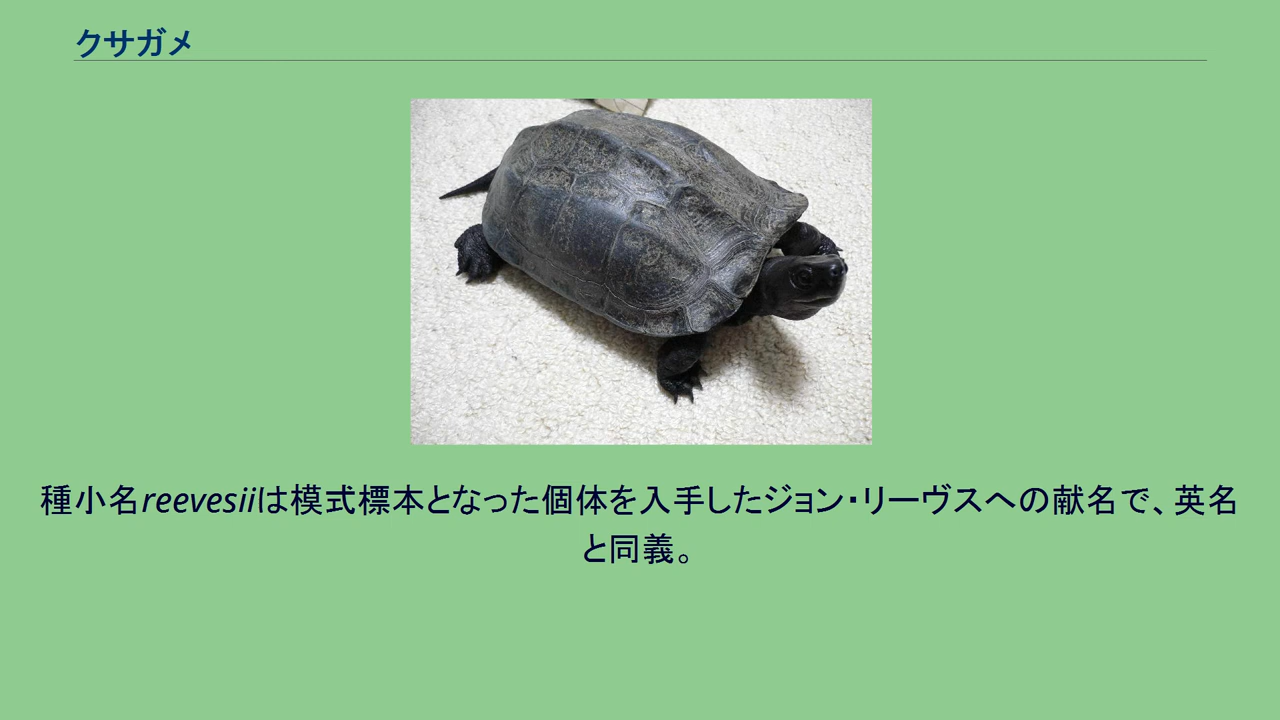 クサガメ
種小名reevesiiは模式標本となった個体を入手したジョン・リーヴスへの献名で、英名
と同義。